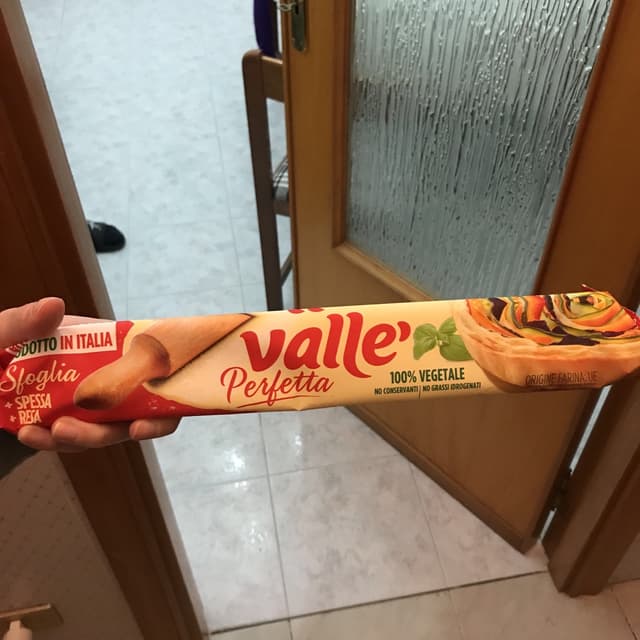 DOTTO IN ITALIA
Sfoglia
+ SPESSA
+ RESA
valle'
Perfetta
100% VEGETALE
NO CONSERVANTI | NO GRASSI IDROGENATI
ORIGINE FARINA: UE